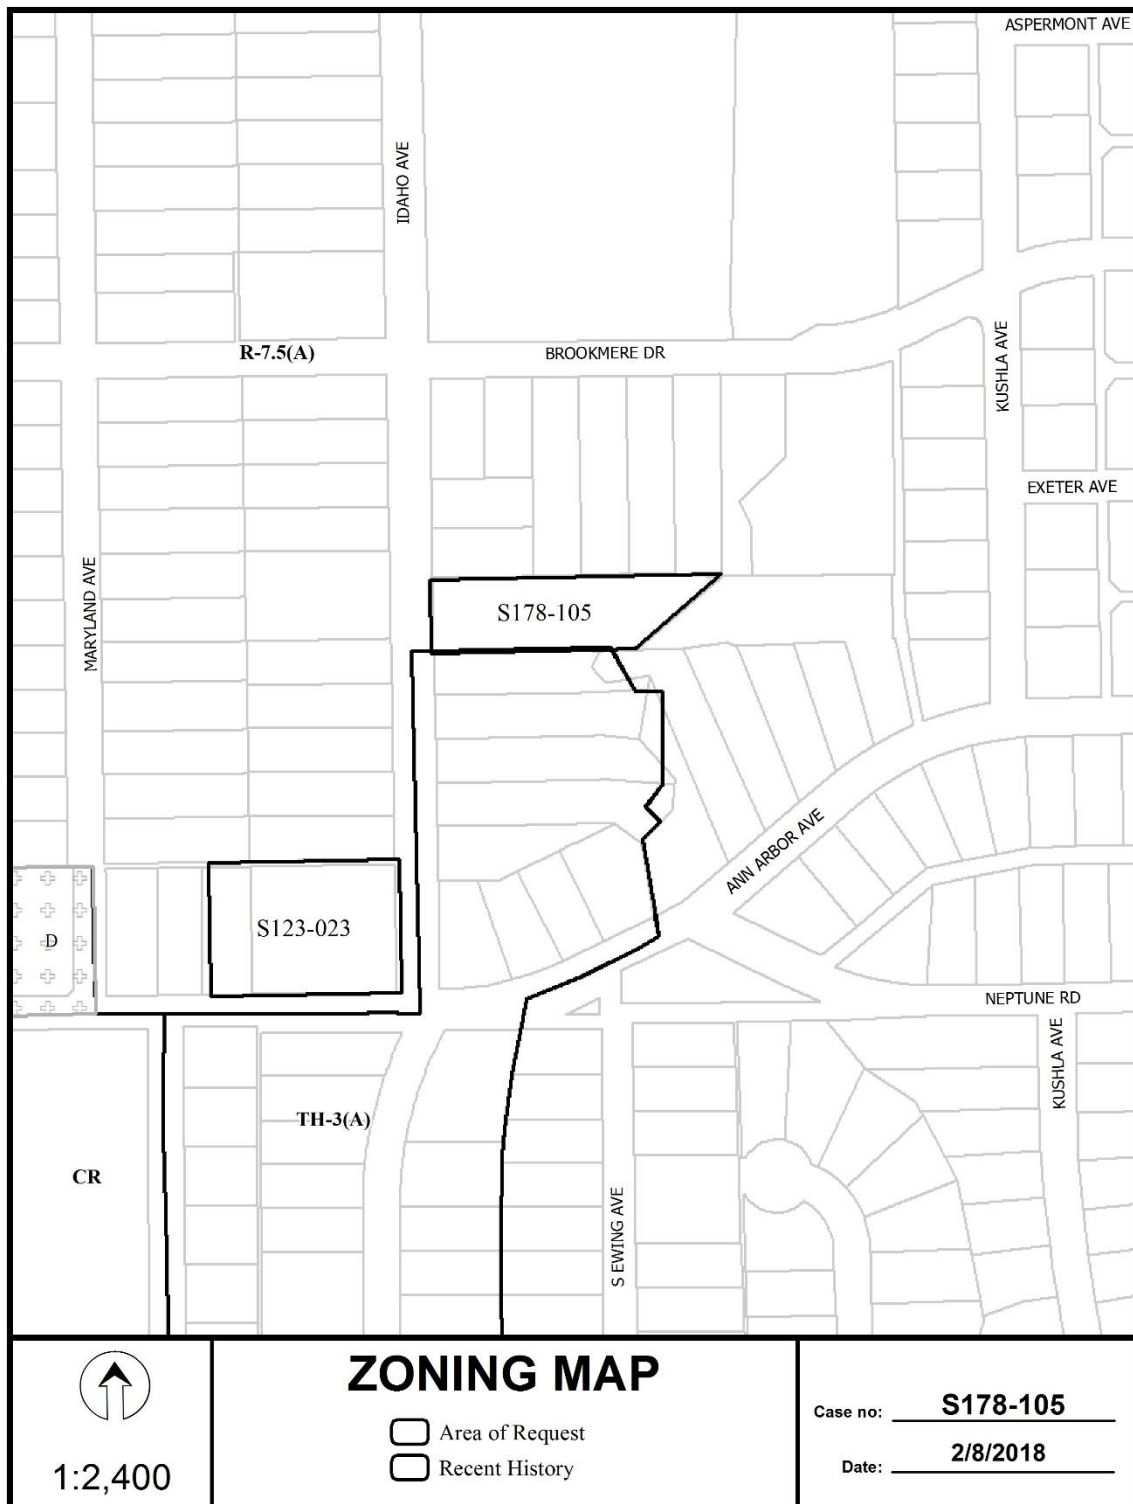 ASPERMONT AVE
IDAHO AVE
R-7.5(A)
BROOKMERE DR
KUSHLA AVE
EXETER AVE
MARYLAND AVE
S178-105
ANN ARBOR AVE
S123-023
D
NEPTUNE RD
KUSHLA AVE
TH-3(A)
CR
S EWING AVE
1:2,400
ZONING MAP
Area of Request
Recent History
Case no: S178-105
Date: 2/8/2018